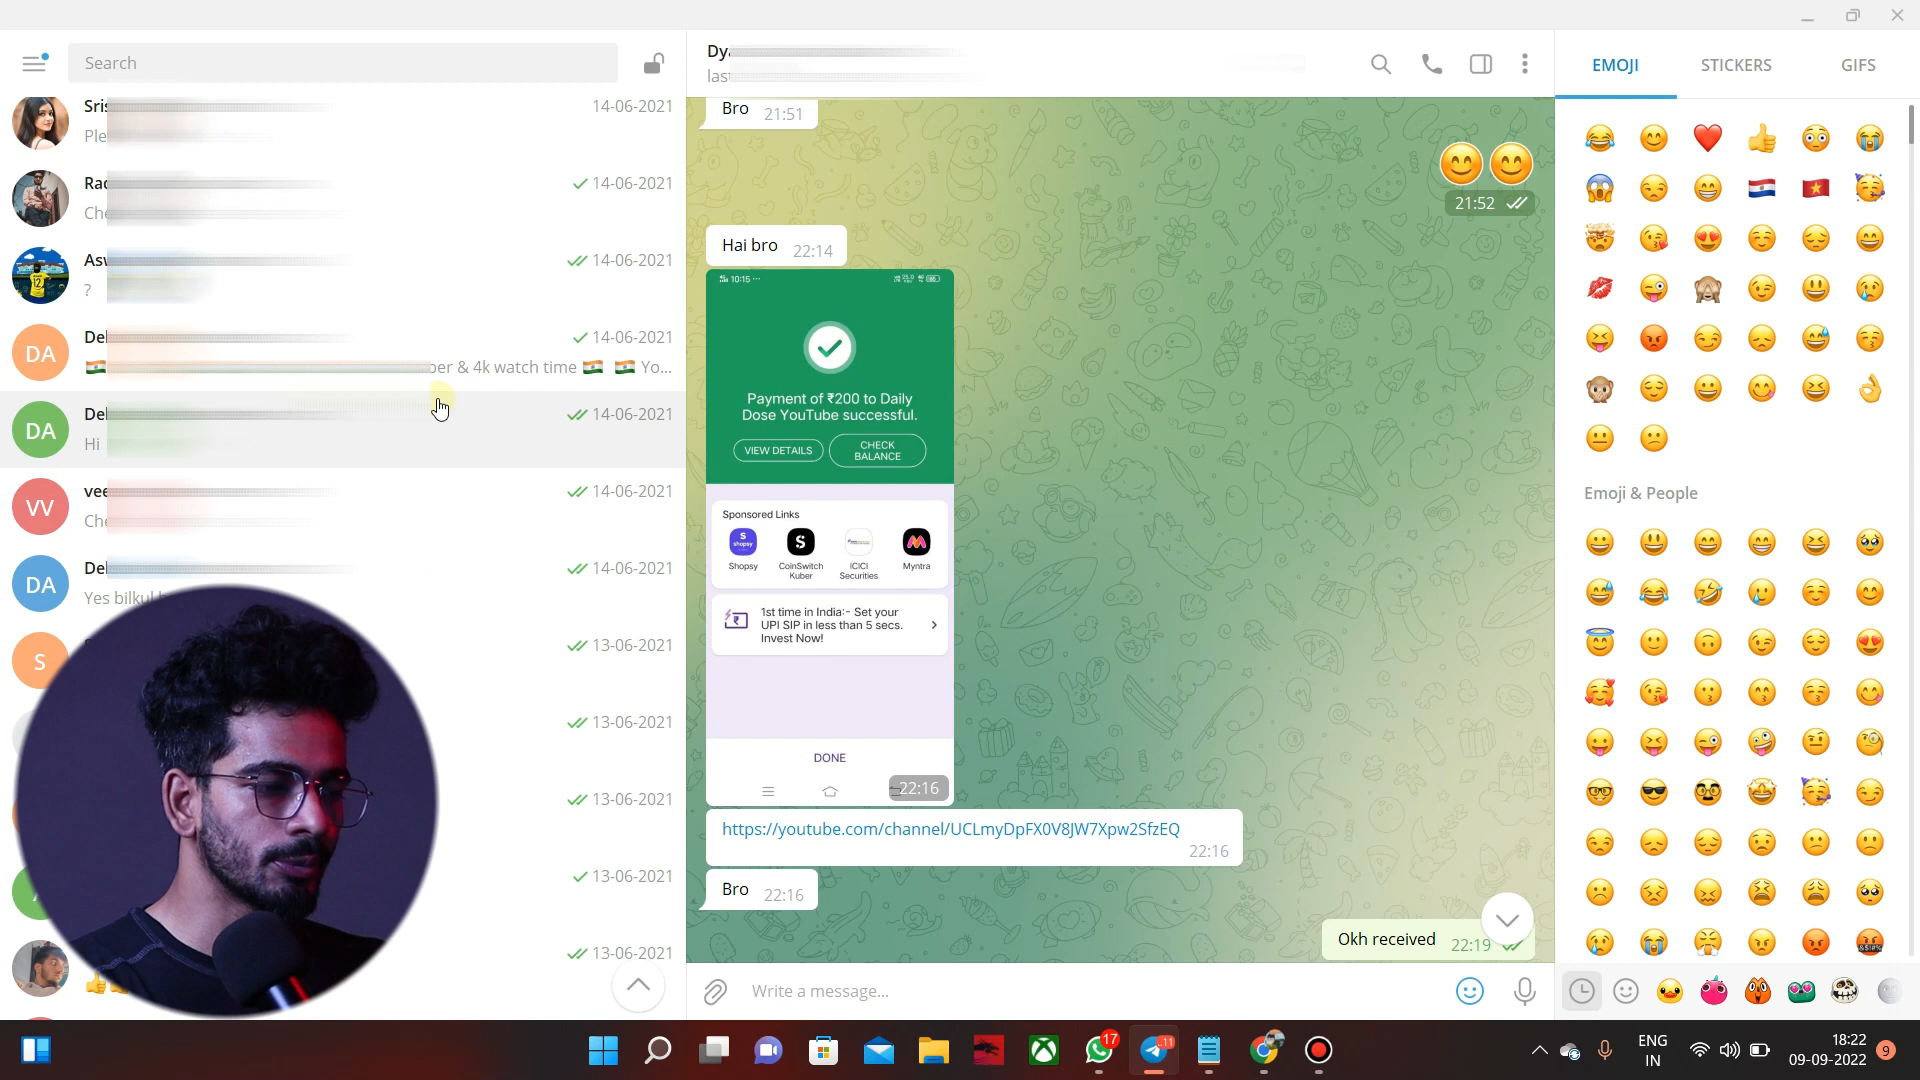 Search
Sris
14-06-2021
Ple
Rac
14-06-2021
Che
Asv
14-06-2021
?
Del
14-06-2021
ber & 4k watch time
Yo...
DA
Del
14-06-2021
Hi
DA
vee
14-06-2021
Che
VV
Del
14-06-2021
Yes bilkul
DA
13-06-2021
S
13-06-2021
13-06-2021
13-06-2021
13-06-2021
Dy
last
Bro 21:51
21:52
Hai bro 22:14
10:15
Payment of ₹200 to Daily
Dose YouTube successful.
VIEW DETAILS
CHECK
BALANCE
Sponsored Links
S
shopsy
S
Shopsy
CoinSwitch
Kuber
ICICI
Securities
Myntra
1st time in India:- Set your
UPI SIP in less than 5 secs.
Invest Now!
DONE
22:16
https://youtube.com/channel/UCLmyDpFX0V8JW7Xpw2SfzEQ
22:16
Bro 22:16
Okh received 22:19
Write a message...
EMOJI STICKERS GIFS
Emoji & People
17
11
ENG
IN
18:22
09-09-2022
9